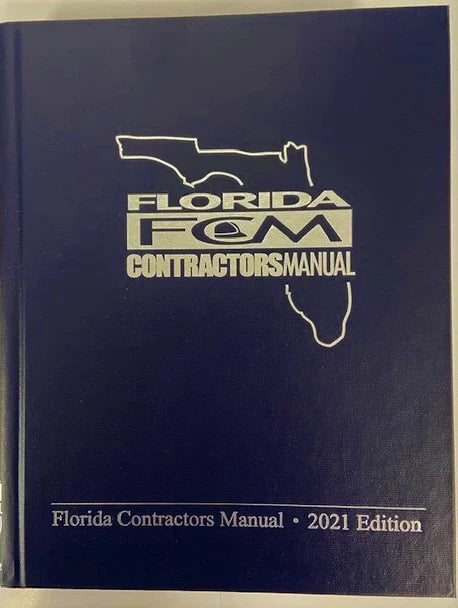 FLORIDA
FCM
CONTRACTORSMANUAL
Florida Contractors Manual • 2021 Edition